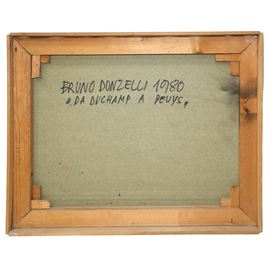 BRUNO DONZELLI 1980
"DA DUCHAMP A BEUYS"